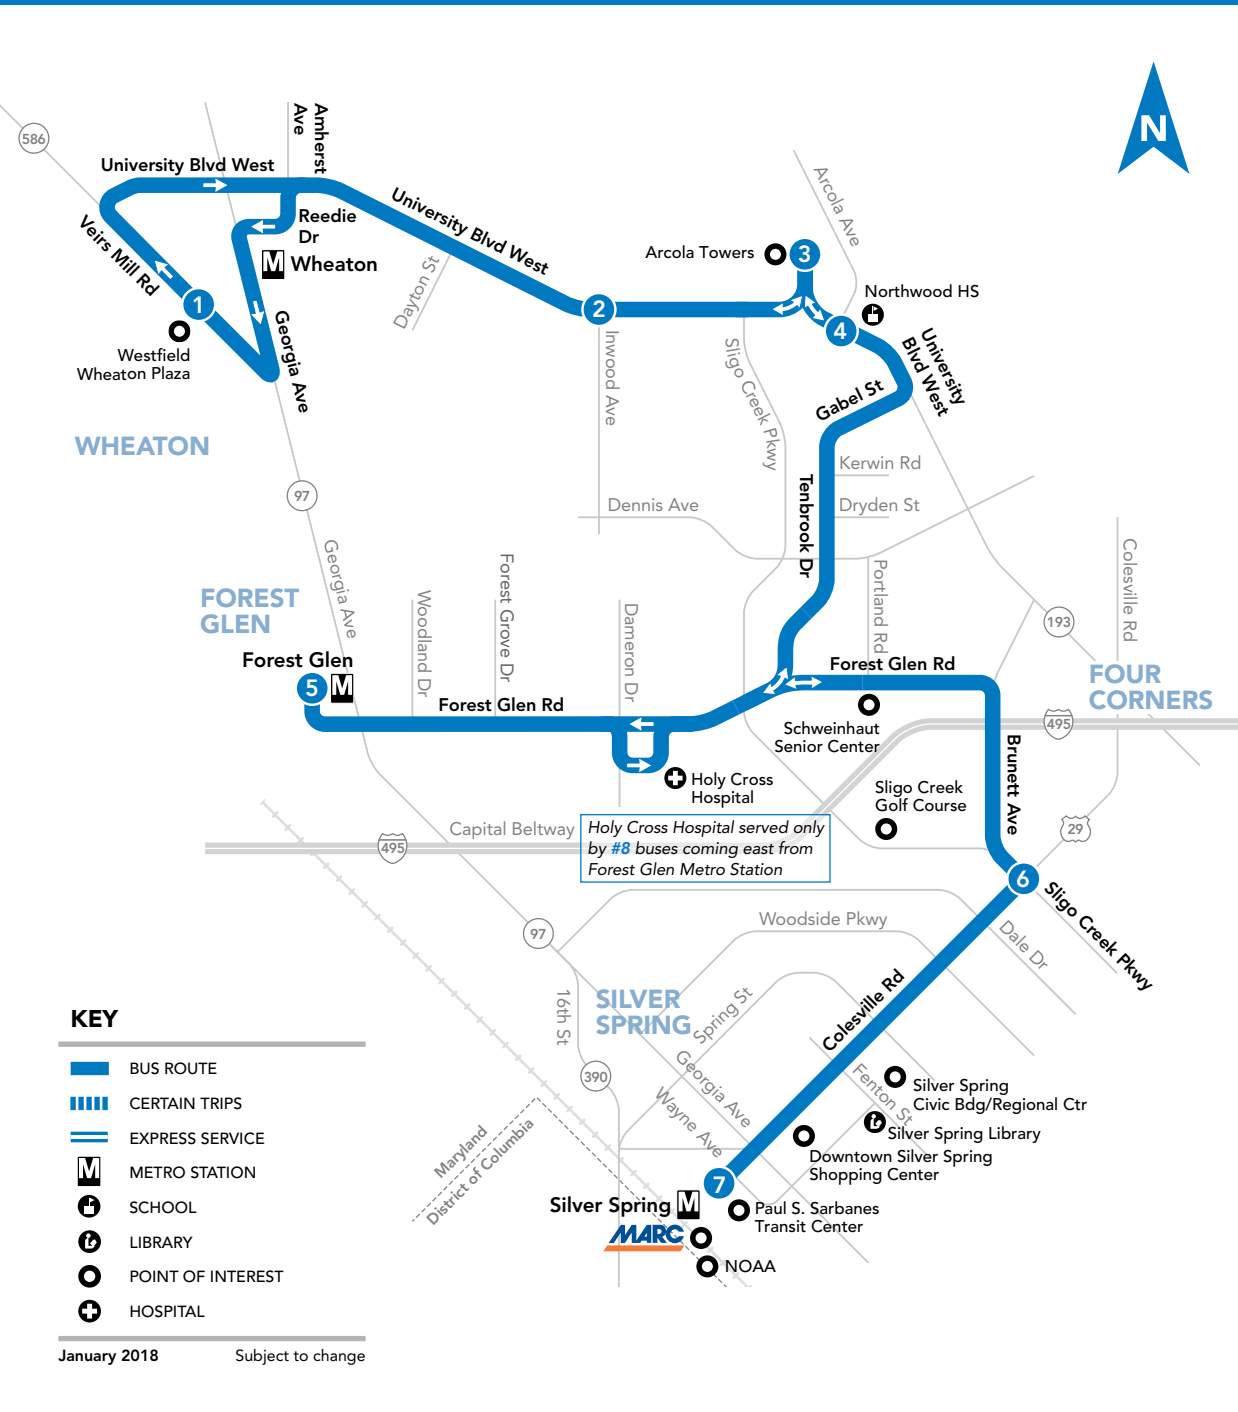 N
586
Amherst
Ave
University Blvd West
University Blvd West
Arcola Ave
Reedie
Dr
Veirs Mill Rd
M Wheaton
Dayton St
Arcola Towers
3
Northwood HS
1
2
4
Westfield
Wheaton Plaza
Georgia Ave
Inwood Ave
Sligo Creek Pkwy
University
Blvd West
Gabel St
WHEATON
Kerwin Rd
97
Dennis Ave
Tenbrook Dr
Dryden St
Georgia Ave
Forest Grove Dr
Woodland Dr
Dameron Dr
Portland Rd
Colesville Rd
FOREST
GLEN
193
Forest Glen
5 M
Forest Glen Rd
Forest Glen Rd
FOUR
CORNERS
495
Schweinhaut
Senior Center
Brunett Ave
Holy Cross
Hospital
Sligo Creek
Golf Course
29
Capital Beltway
495
Holy Cross Hospital served only
by #8 buses coming east from
Forest Glen Metro Station
6
Sligo Creek Pkwy
97
Woodside Pkwy
Dale Dr
16th St
SILVER
SPRING
Spring St
Colesville Rd
390
Georgia Ave
Wayne Ave
Fenton St
Silver Spring
Civic Bdg/Regional Ctr
Silver Spring Library
Downtown Silver Spring
Shopping Center
Maryland
District of Columbia
7
Silver Spring M
Paul S. Sarbanes
Transit Center
MARC
NOAA
KEY
BUS ROUTE
CERTAIN TRIPS
EXPRESS SERVICE
M METRO STATION
SCHOOL
LIBRARY
POINT OF INTEREST
HOSPITAL
January 2018 Subject to change